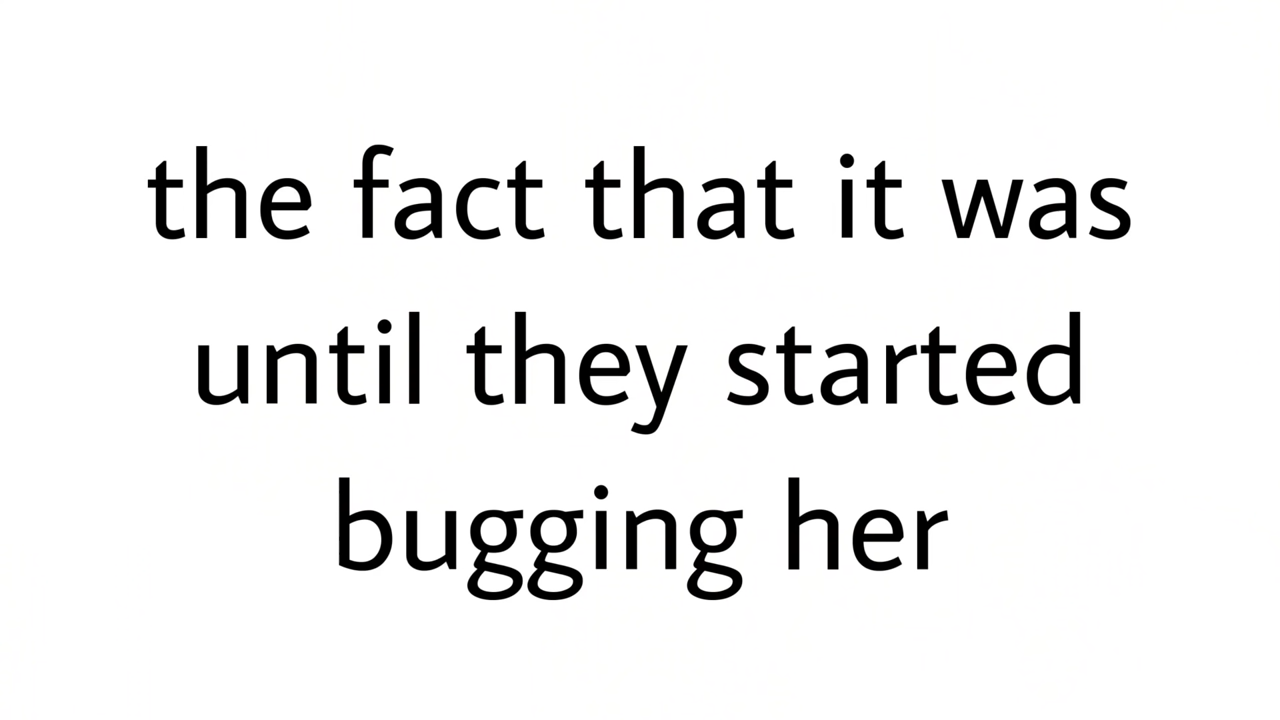 the fact that it was
until they started
bugging her